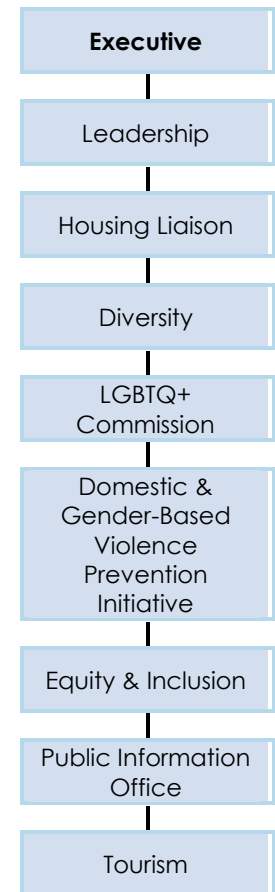 Executive
Leadership
Housing Liaison
Diversity
LGBTQ+
Commission
Domestic &
Gender-Based
Violence
Prevention
Initiative
Equity & Inclusion
Public Information
Office
Tourism